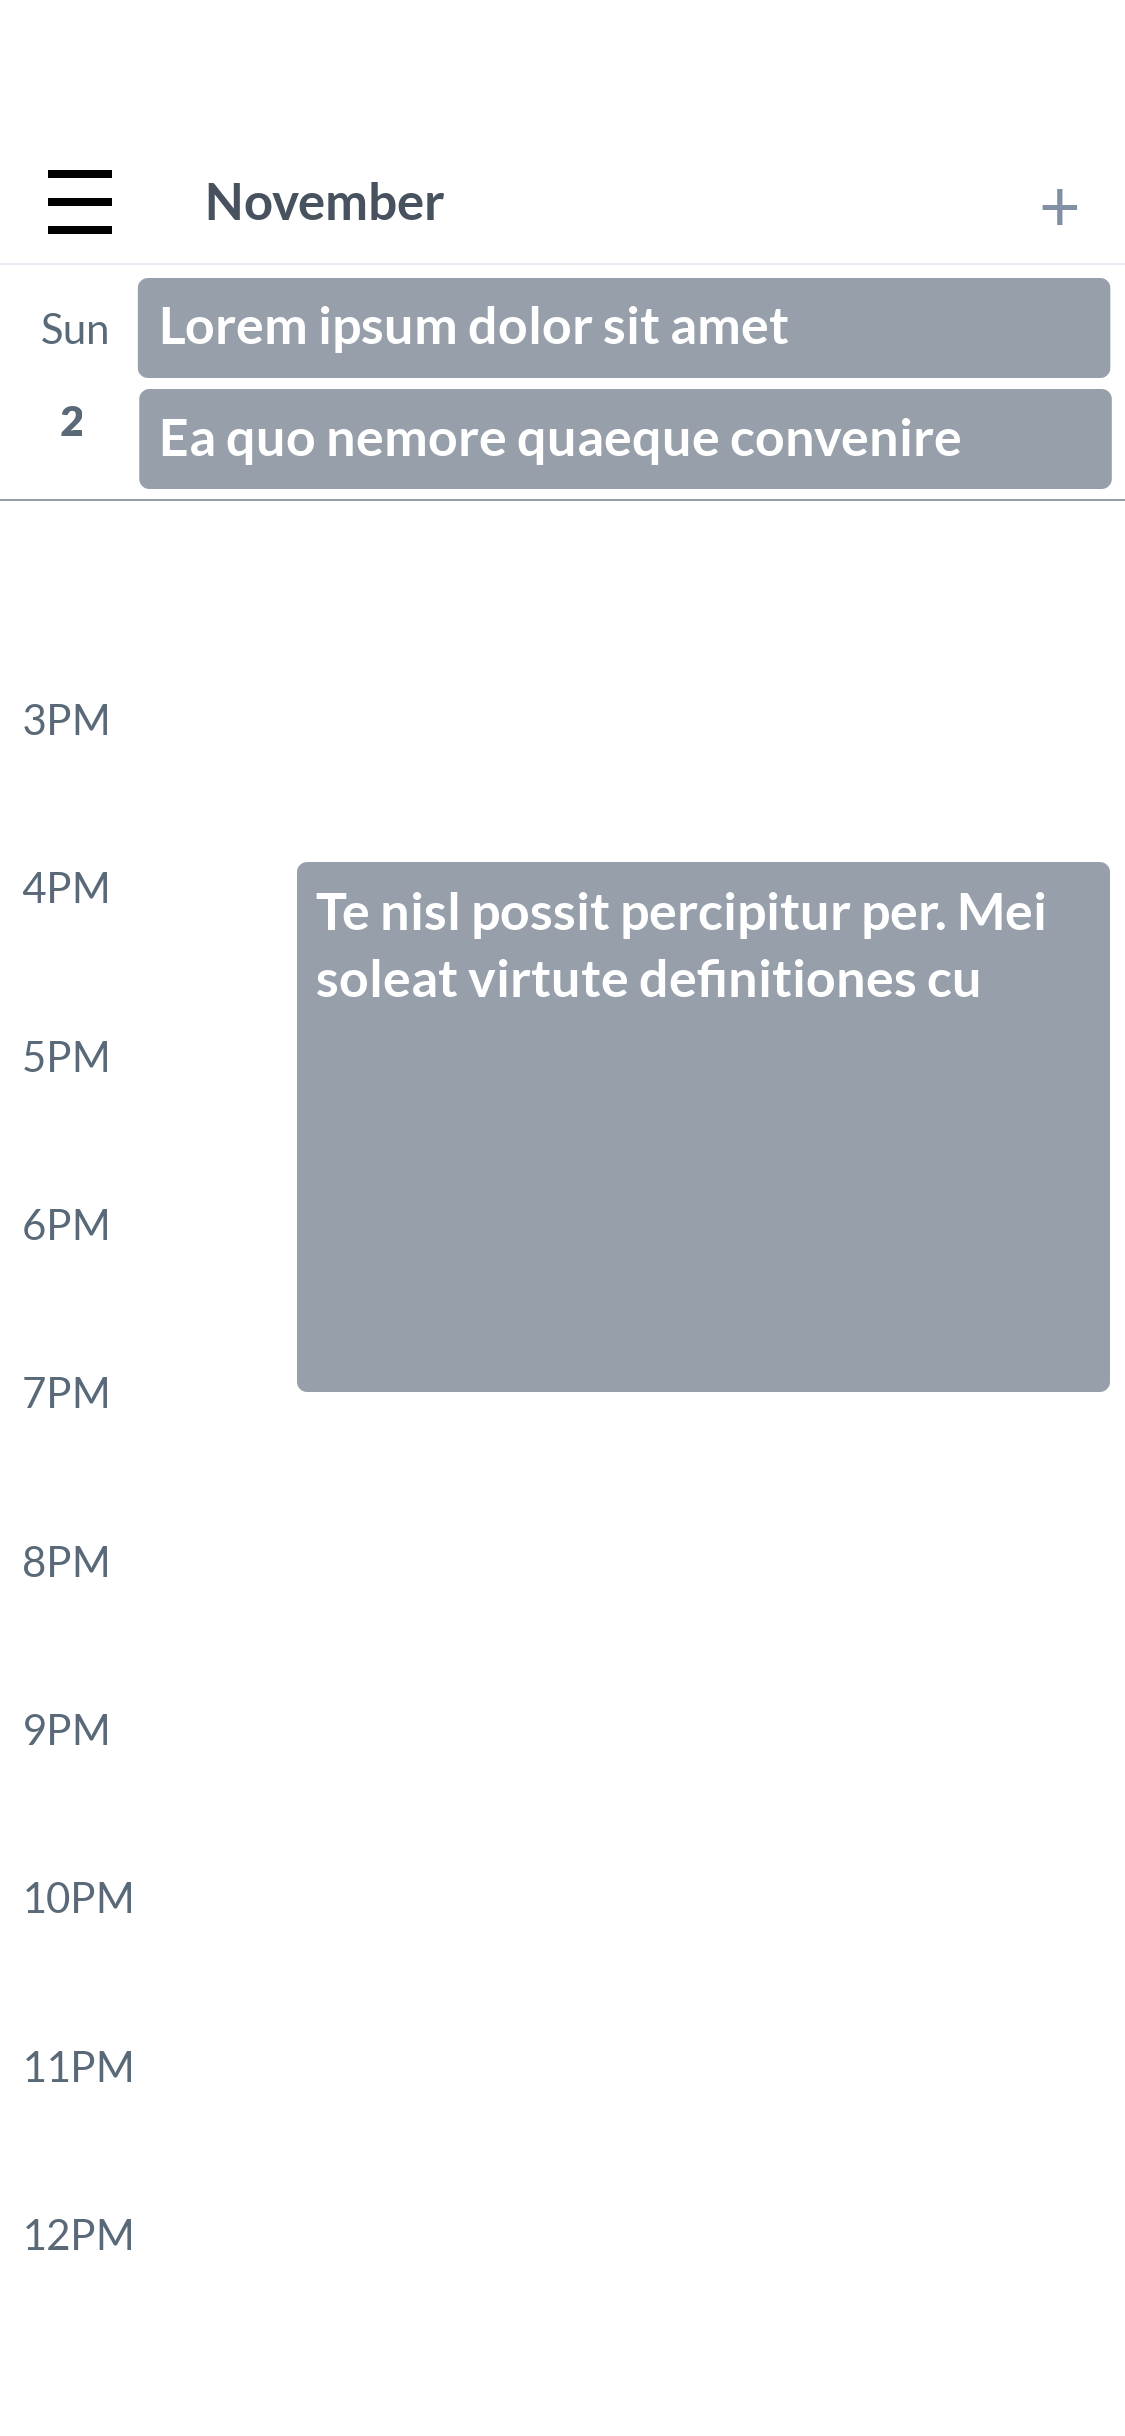 November
+
Sun
Lorem ipsum dolor sit amet
2
Ea quo nemore quaeque convenire
3PM
4PM
Te nisl possit percipitur per. Mei
soleat virtute definitiones cu
5PM
6PM
7PM
8PM
9PM
10PM
11PM
12PM